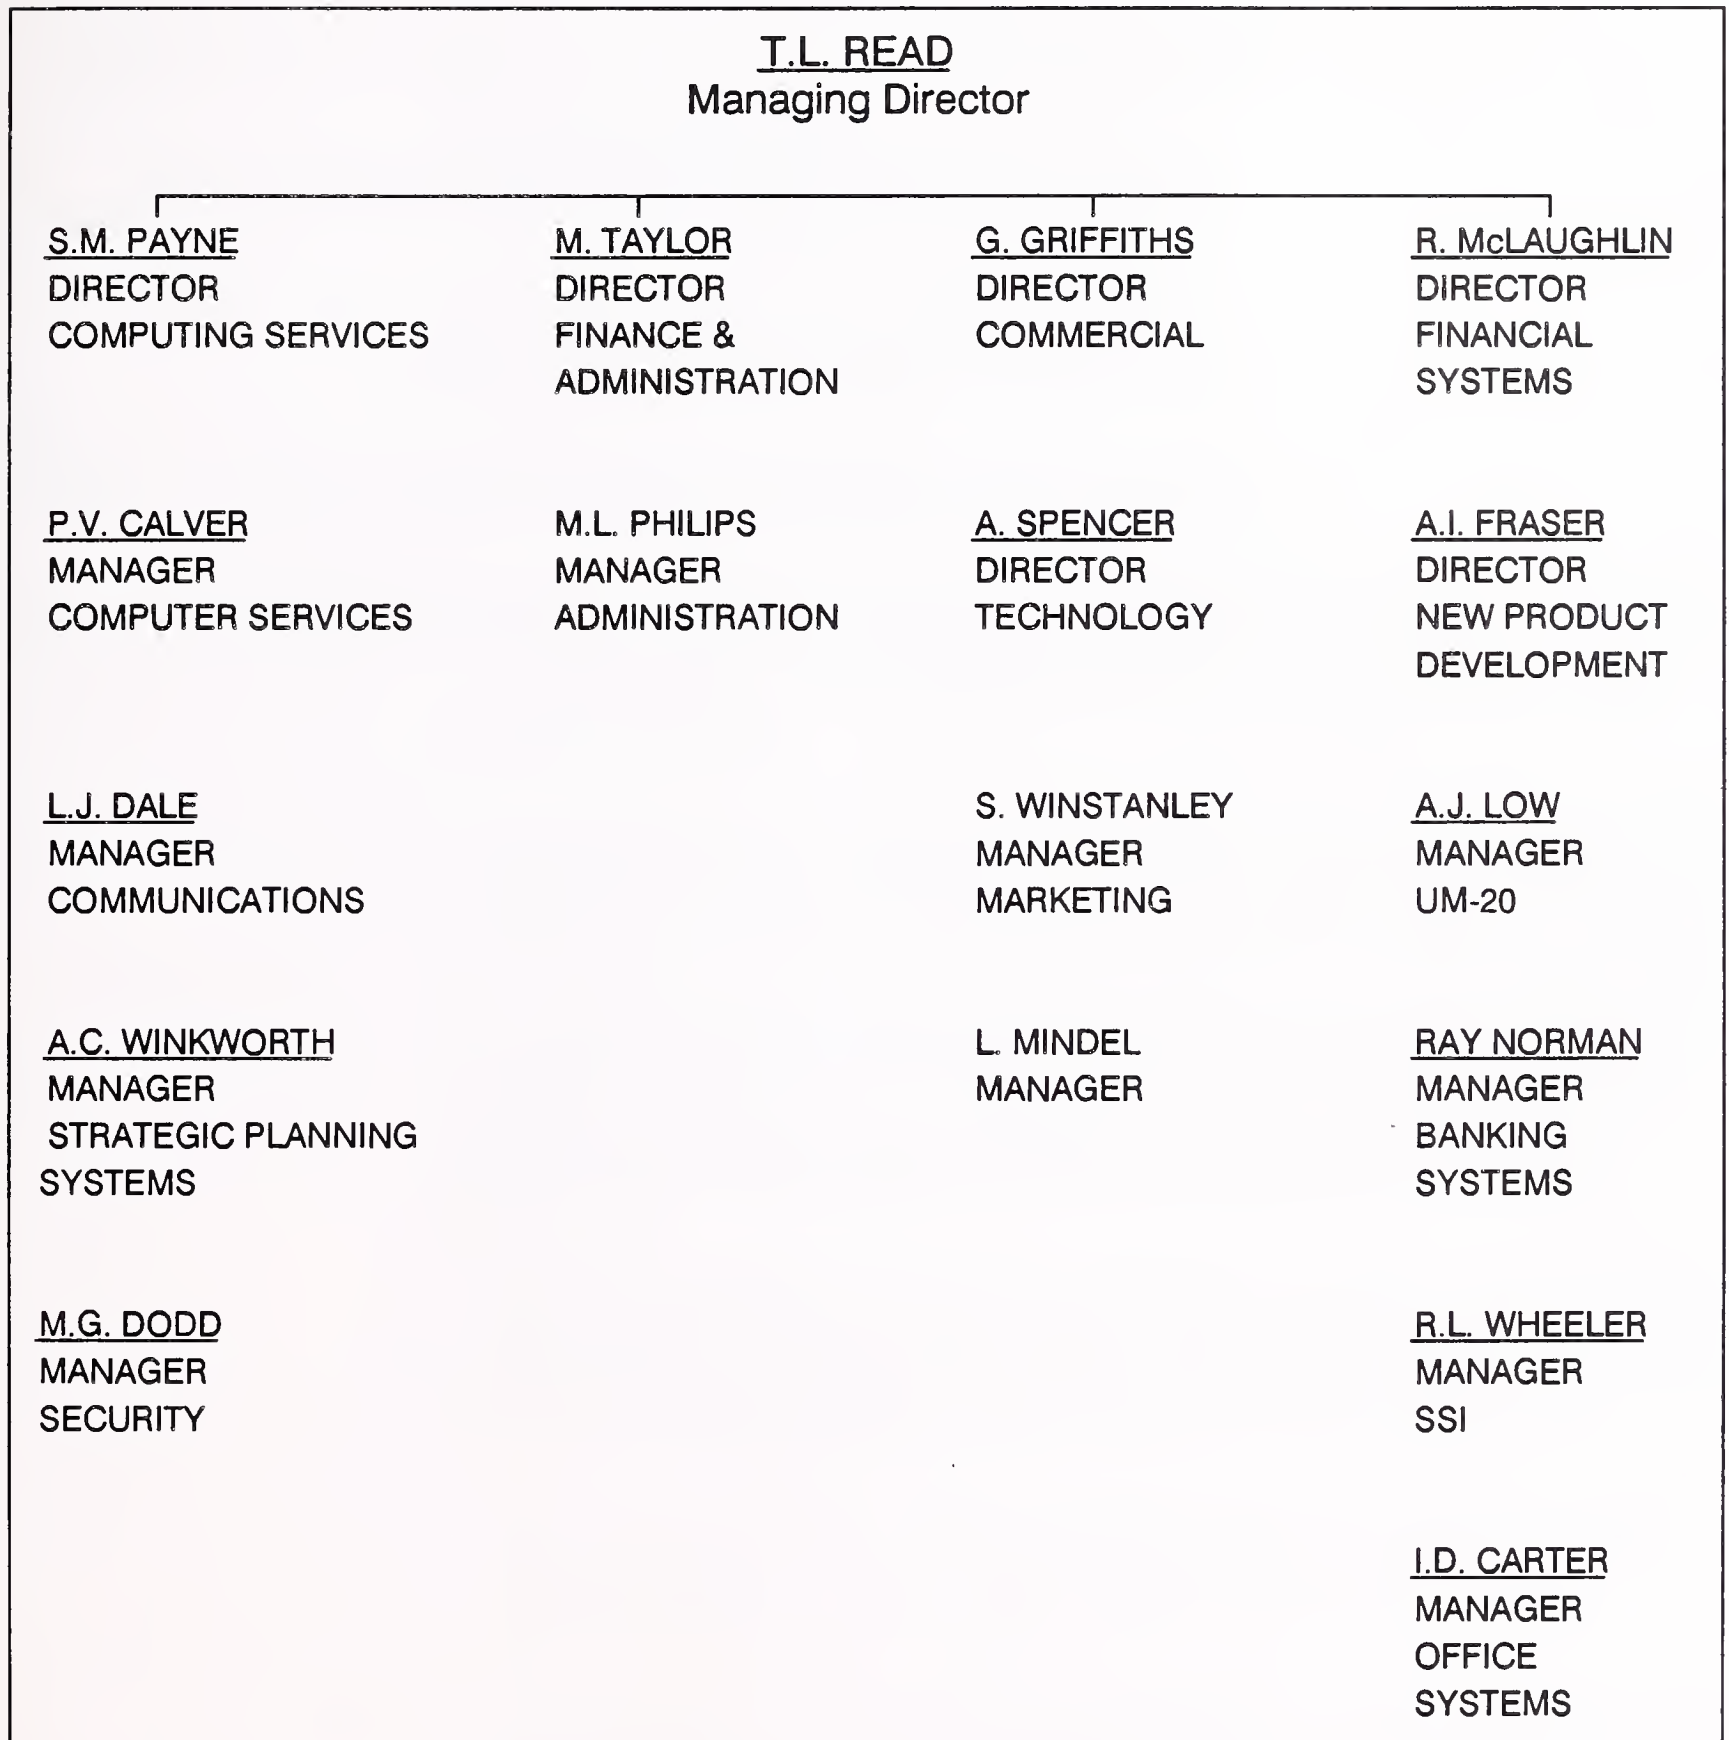 T.L. READ
Managing Director
S.M. PAYNE
DIRECTOR
COMPUTING SERVICES
M. TAYLOR
DIRECTOR
FINANCE &
ADMINISTRATION
G. GRIFFITHS
DIRECTOR
COMMERCIAL
R. McLAUGHLIN
DIRECTOR
FINANCIAL
SYSTEMS
P.V. CALVER
MANAGER
COMPUTER SERVICES
M.L. PHILIPS
MANAGER
ADMINISTRATION
A. SPENCER
DIRECTOR
TECHNOLOGY
A.I. FRASER
DIRECTOR
NEW PRODUCT
DEVELOPMENT
L.J. DALE
MANAGER
COMMUNICATIONS
S. WINSTANLEY
MANAGER
MARKETING
A.J. LOW
MANAGER
UM-20
A.C. WINKWORTH
MANAGER
STRATEGIC PLANNING
SYSTEMS
L. MINDEL
MANAGER
RAY NORMAN
MANAGER
BANKING
SYSTEMS
M.G. DODD
MANAGER
SECURITY
R.L. WHEELER
MANAGER
SSI
I.D. CARTER
MANAGER
OFFICE
SYSTEMS